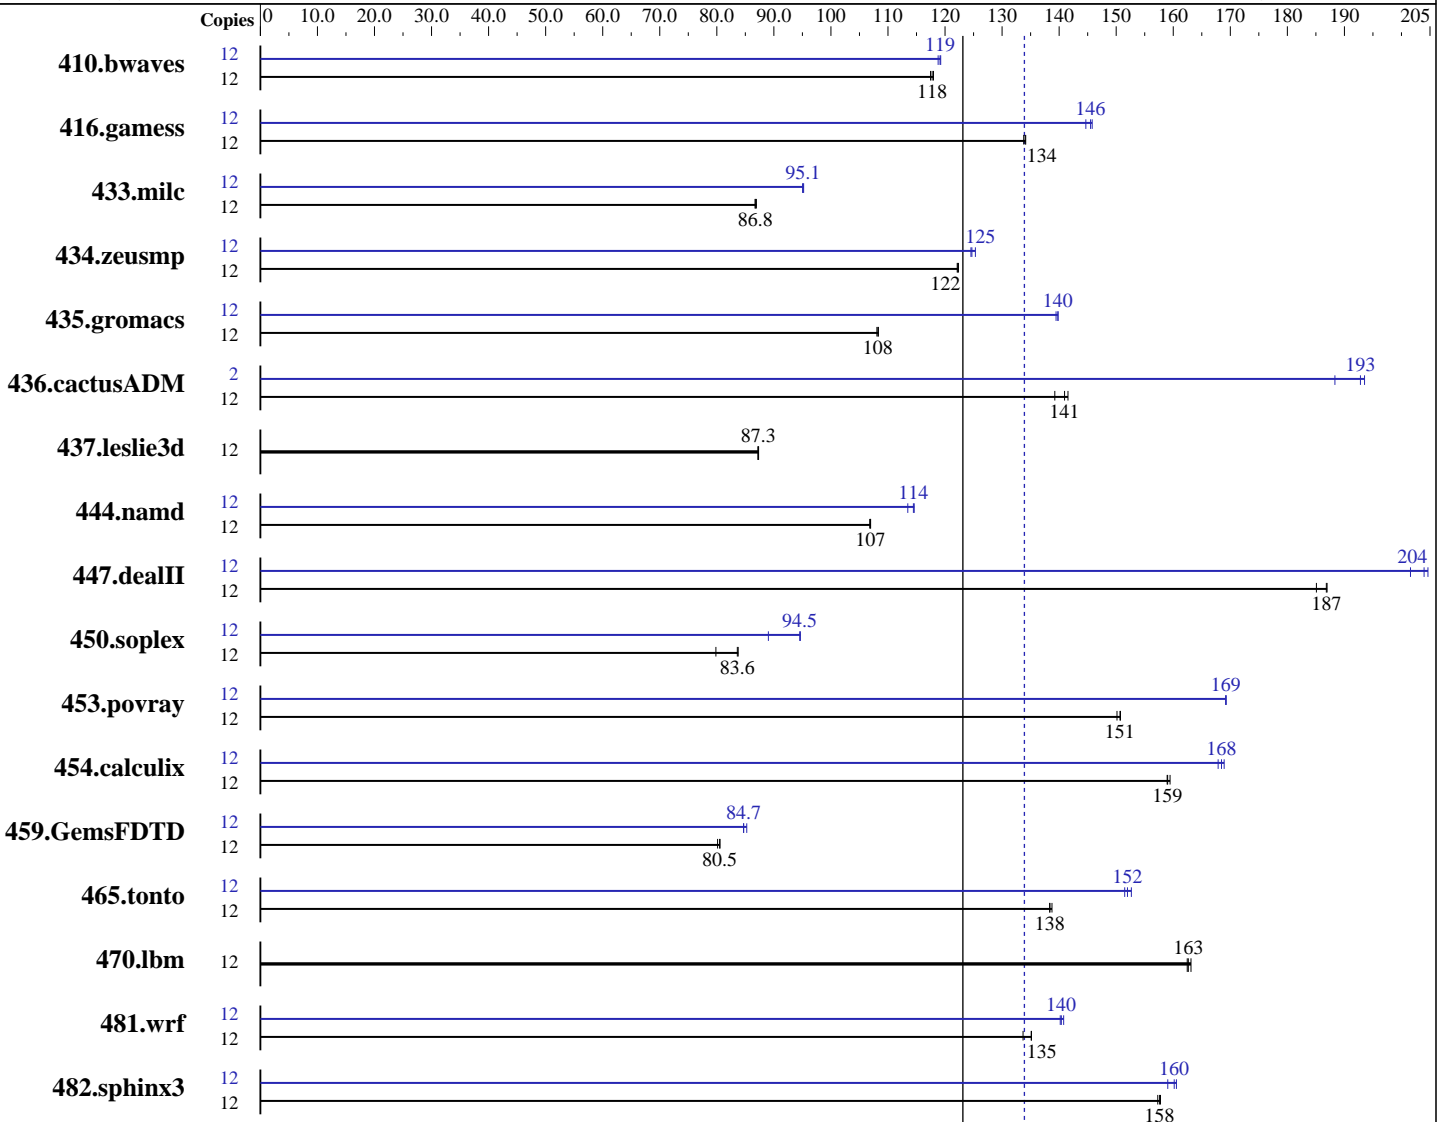 Copies 0 10.0 20.0 30.0 40.0 50.0 60.0 70.0 80.0 90.0 100 110 120 130 140 150 160 170 180 190 205
410.bwaves 12 119
12 118
416.gamess 12 146
12 134
433.milc 12 95.1
12 86.8
434.zeusmp 12 125
12 122
435.gromacs 12 140
12 108
436.cactusADM 2 193
12 141
437.leslie3d 12 87.3
444.namd 12 114
12 107
447.dealII 12 204
12 187
450.soplex 12 94.5
12 83.6
453.povray 12 169
12 151
454.calculix 12 168
12 159
459.GemsFDTD 12 84.7
12 80.5
465.tonto 12 152
12 138
470.lbm 12 163
481.wrf 12 140
12 135
482.sphinx3 12 160
12 158